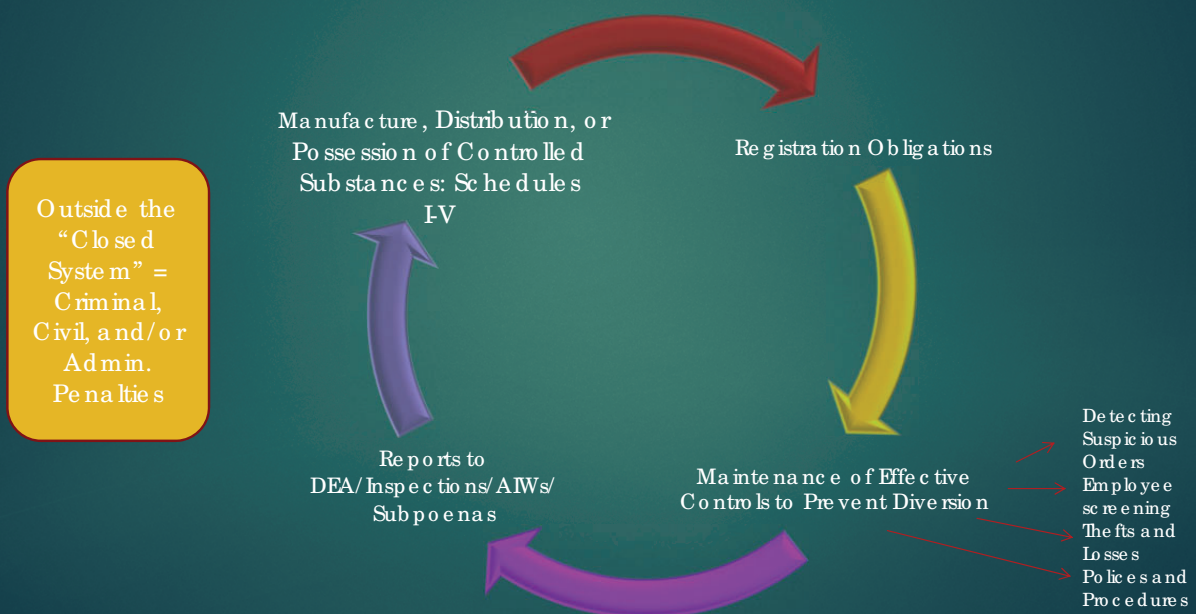 Manufacture, Distribution, or
Possession of Controlled
Substances: Schedules
I-V
Registration Obligations
Outside the
“Closed
System” =
Criminal,
Civil, and/or
Admin.
Penalties
Reports to
DEA/Inspections/AIWs/
Subpoenas
Maintenance of Effective
Controls to Prevent Diversion
Detecting
Suspicious
Orders
Employee
screening
Thefts and
Losses
Polices and
Procedures